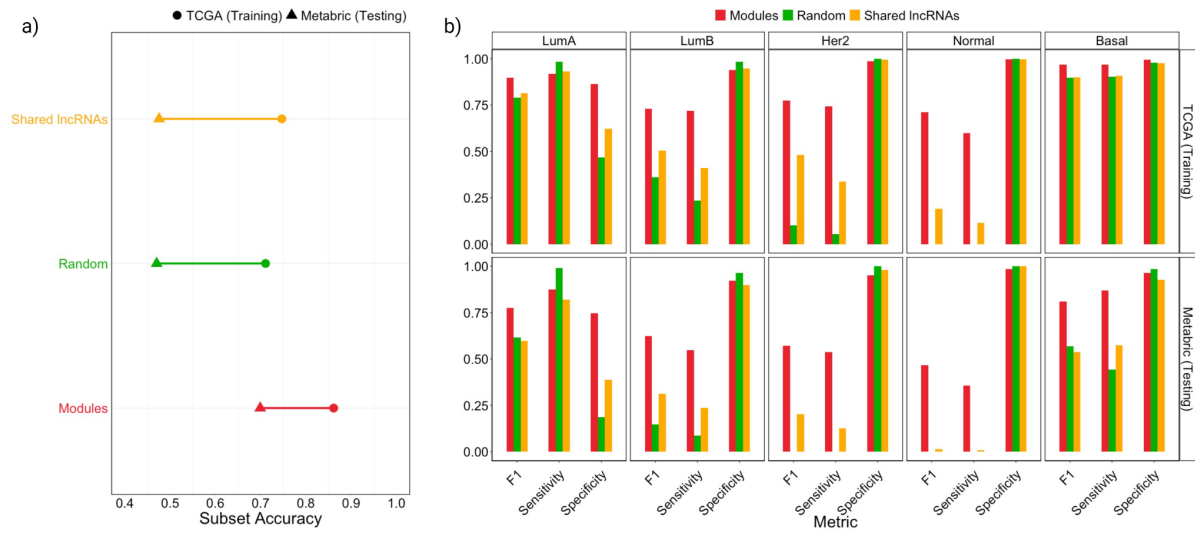 a)
TCGA (Training) Metabric (Testing)
Shared lncRNAs
Random
Modules
0.4 0.5 0.6 0.7 0.8 0.9 1.0
Subset Accuracy
b)
Modules Random Shared lncRNAs
LumA LumB Her2 Normal Basal
1.00
0.75
0.50
0.25
0.00
TCGA (Training)
1.00
0.75
0.50
0.25
0.00
Metabric (Testing)
F1 Sensitivity Specificity F1 Sensitivity Specificity F1 Sensitivity Specificity F1 Sensitivity Specificity F1 Sensitivity Specificity
Metric